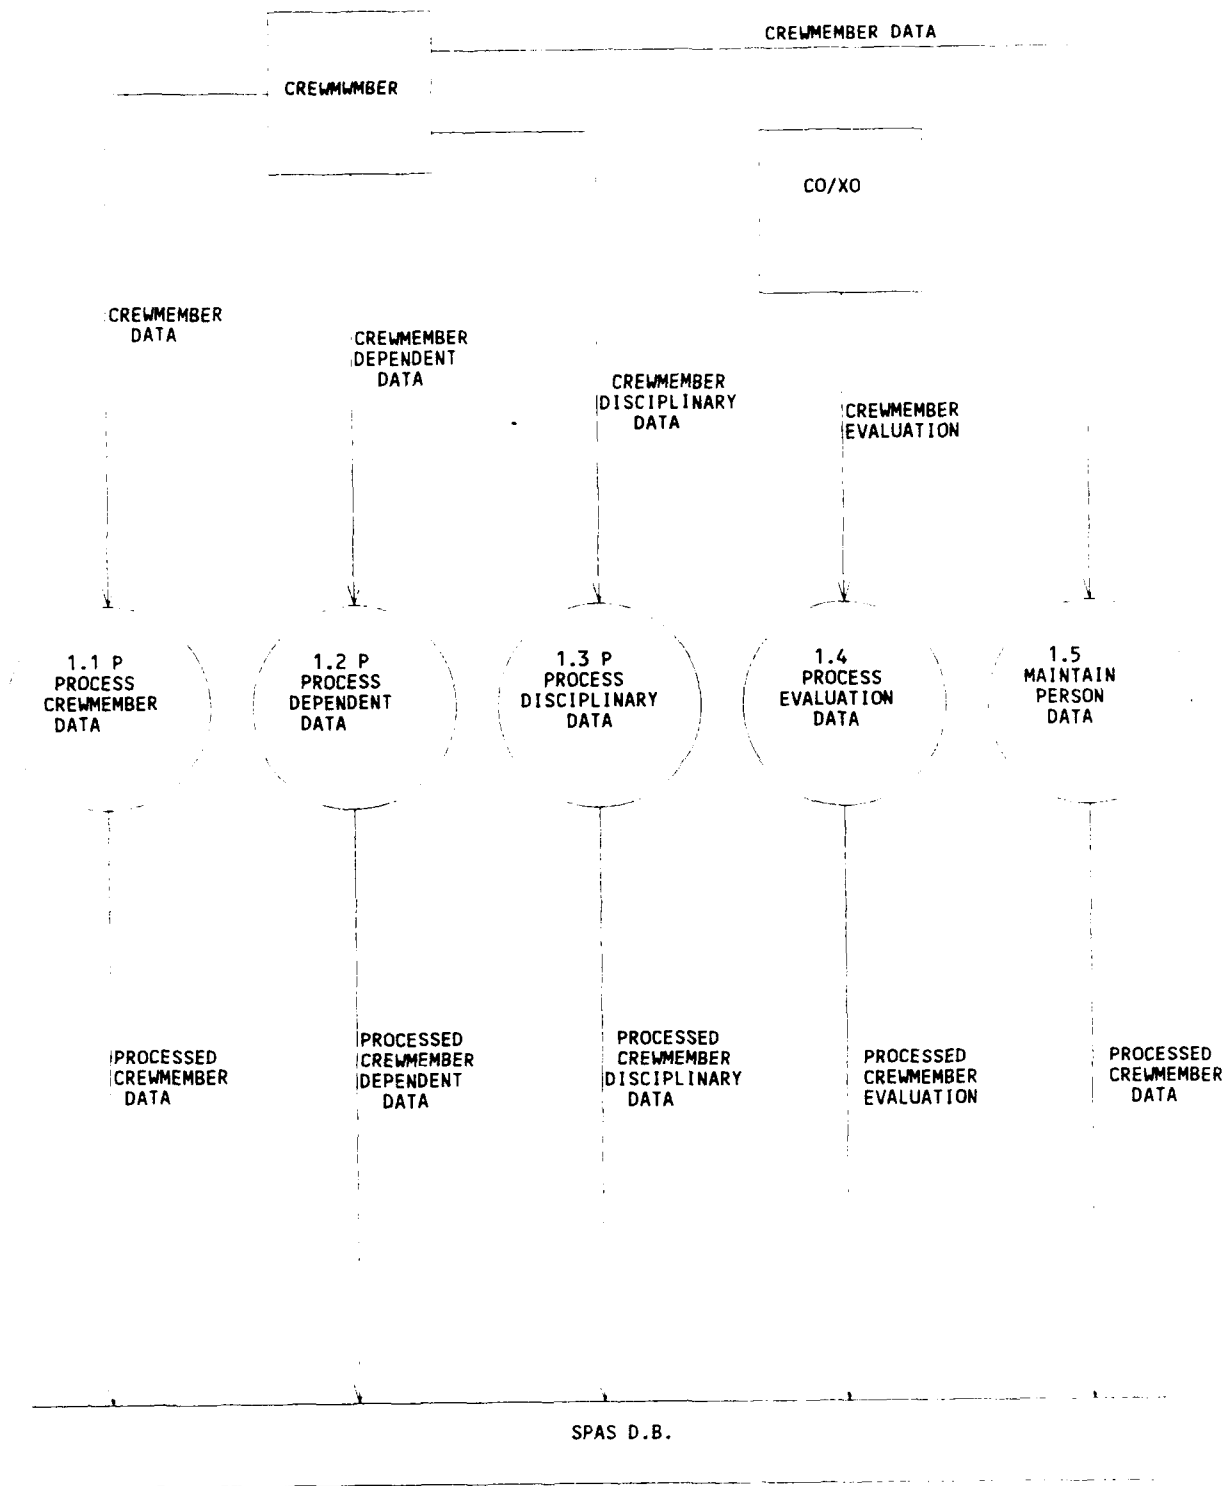 CREWMEMBER DATA
CREWMWMBER
CO/XO
CREWMEMBER
DATA
CREWMEMBER
DEPENDENT
DATA
CREWMEMBER
DISCIPLINARY
DATA
CREWMEMBER
EVALUATION
1.1 P
PROCESS
CREWMEMBER
DATA
1.2 P
PROCESS
DEPENDENT
DATA
1.3 P
PROCESS
DISCIPLINARY
DATA
1.4
PROCESS
EVALUATION
DATA
1.5
MAINTAIN
PERSON
DATA
PROCESSED
CREWMEMBER
DATA
PROCESSED
CREWMEMBER
DEPENDENT
DATA
PROCESSED
CREWMEMBER
DISCIPLINARY
DATA
PROCESSED
CREWMEMBER
EVALUATION
PROCESSED
CREWMEMBER
DATA
SPAS D.B.